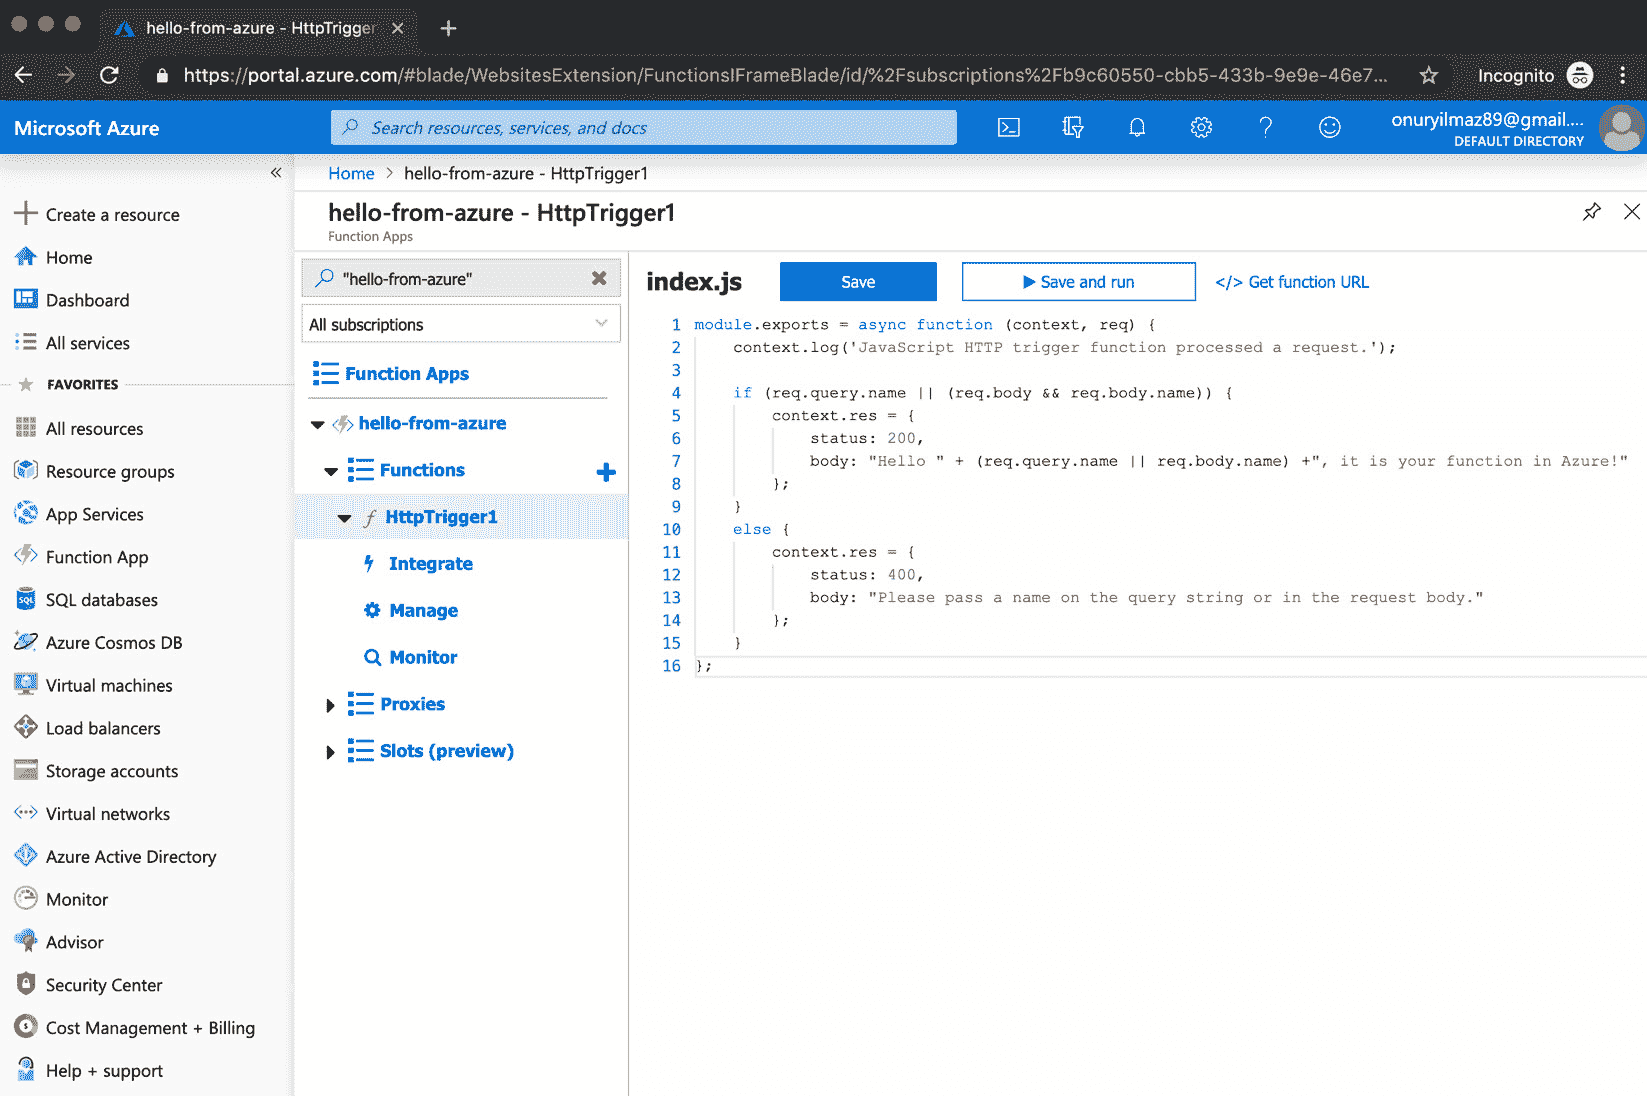 hello-from-azure - HttpTrigger
https://portal.azure.com/#blade/WebsitesExtension/FunctionsIFrameBlade/id/%2Fsubscriptions%2Fb9c60550-cbb5-433b-9e9e-46e7...
Incognito
Microsoft Azure
Search resources, services, and docs
onuryilmaz89@gmail....
DEFAULT DIRECTORY
«
Create a resource
Home
Dashboard
All services
FAVORITES
All resources
Resource groups
App Services
Function App
SQL databases
Azure Cosmos DB
Virtual machines
Load balancers
Storage accounts
Virtual networks
Azure Active Directory
Monitor
Advisor
Security Center
Cost Management + Billing
Help + support
Home > hello-from-azure - HttpTrigger1
hello-from-azure - HttpTrigger1
Function Apps
"hello-from-azure"
All subscriptions
Function Apps
hello-from-azure
Functions
HttpTrigger1
Integrate
Manage
Monitor
Proxies
Slots (preview)
index.js
Save
Save and run
</> Get function URL
1 module.exports = async function (context, req) {
2 context.log('JavaScript HTTP trigger function processed a request.');
3
4 if (req.query.name || (req.body && req.body.name)) {
5 context.res = {
6 status: 200,
7 body: "Hello " + (req.query.name || req.body.name) +", it is your function in Azure!"
8 };
9 }
10 else {
11 context.res = {
12 status: 400,
13 body: "Please pass a name on the query string or in the request body."
14 };
15 }
16 };